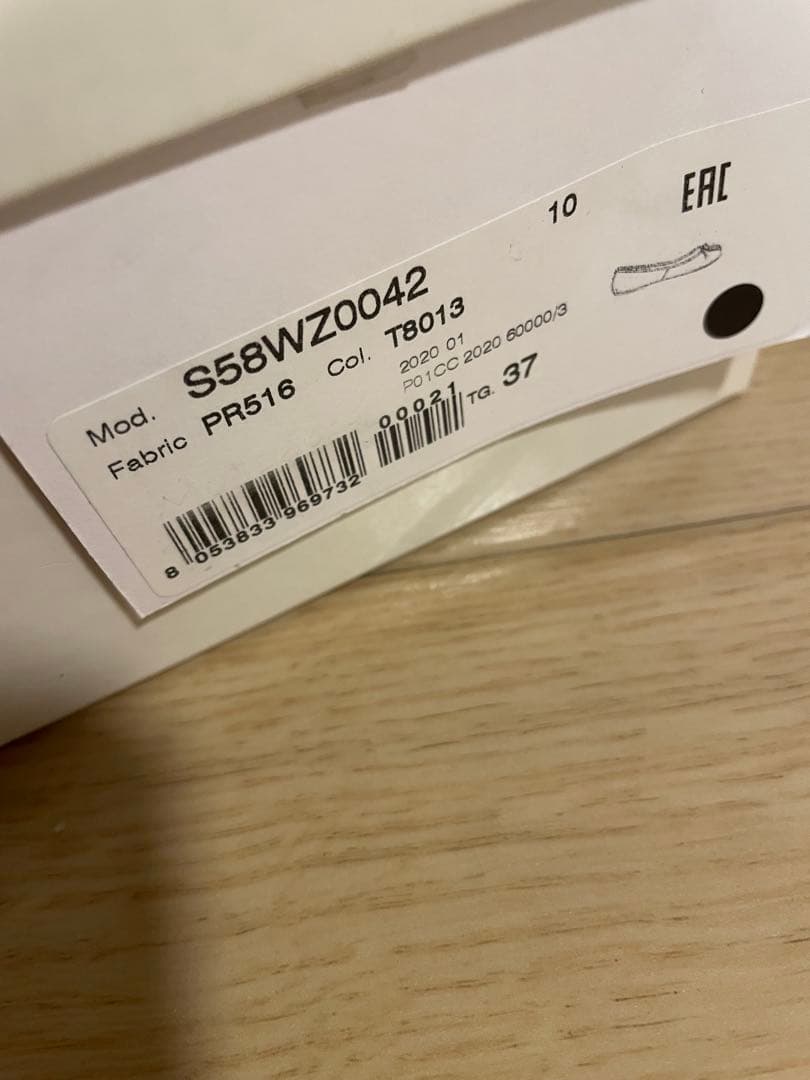 10
EAC
Mod. S58WZ0042
Fabric PR516 Col. T8013
2020 01
P01CC 2020 60000/3
00021 TG. 37
8 053833 969732